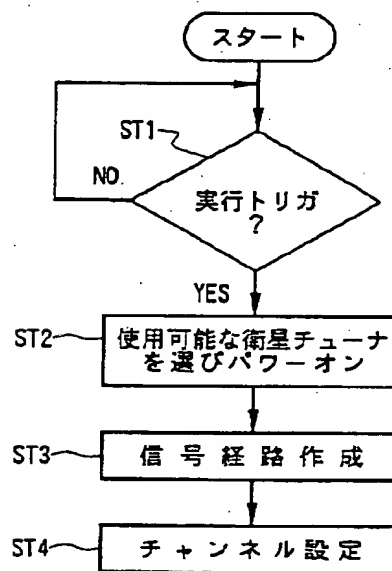 スタート
ST1
NO
実行トリガ
?
YES
ST2
使用可能な衛星チューナ
を選びパワーオン
ST3
信号経路作成
ST4
チャンネル設定